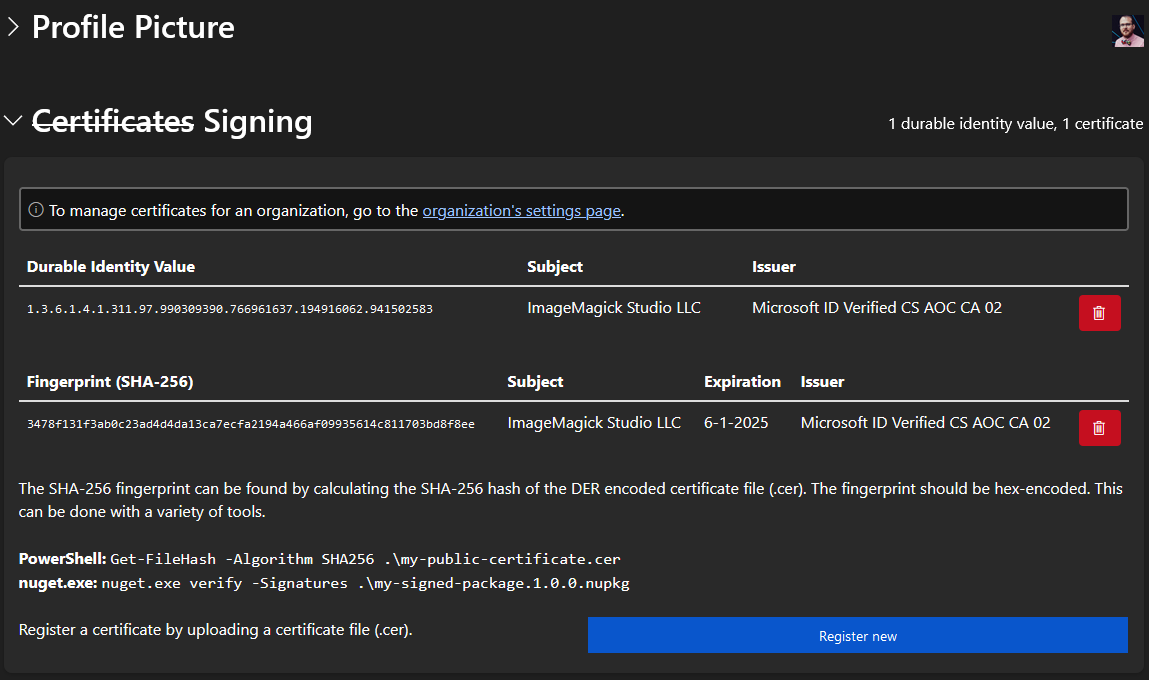 Profile Picture
Certificates Signing
1 durable identity value, 1 certificate
To manage certificates for an organization, go to the organization's settings page.
Durable Identity Value Subject Issuer
1.3.6.1.4.1.311.97.990309390.766961637.194916062.941502583 ImageMagick Studio LLC Microsoft ID Verified CS AOC CA 02
Fingerprint (SHA-256) Subject Expiration Issuer
3478f131f3ab0c23ad4d4da13ca7ecfa2194a466af09935614c811703bd8f8ee ImageMagick Studio LLC 6-1-2025 Microsoft ID Verified CS AOC CA 02
The SHA-256 fingerprint can be found by calculating the SHA-256 hash of the DER encoded certificate file (.cer). The fingerprint should be hex-encoded. This
can be done with a variety of tools.
PowerShell: Get-FileHash -Algorithm SHA256 .\my-public-certificate.cer
nuget.exe: nuget.exe verify -Signatures .\my-signed-package.1.0.0.nupkg
Register a certificate by uploading a certificate file (.cer).
Register new